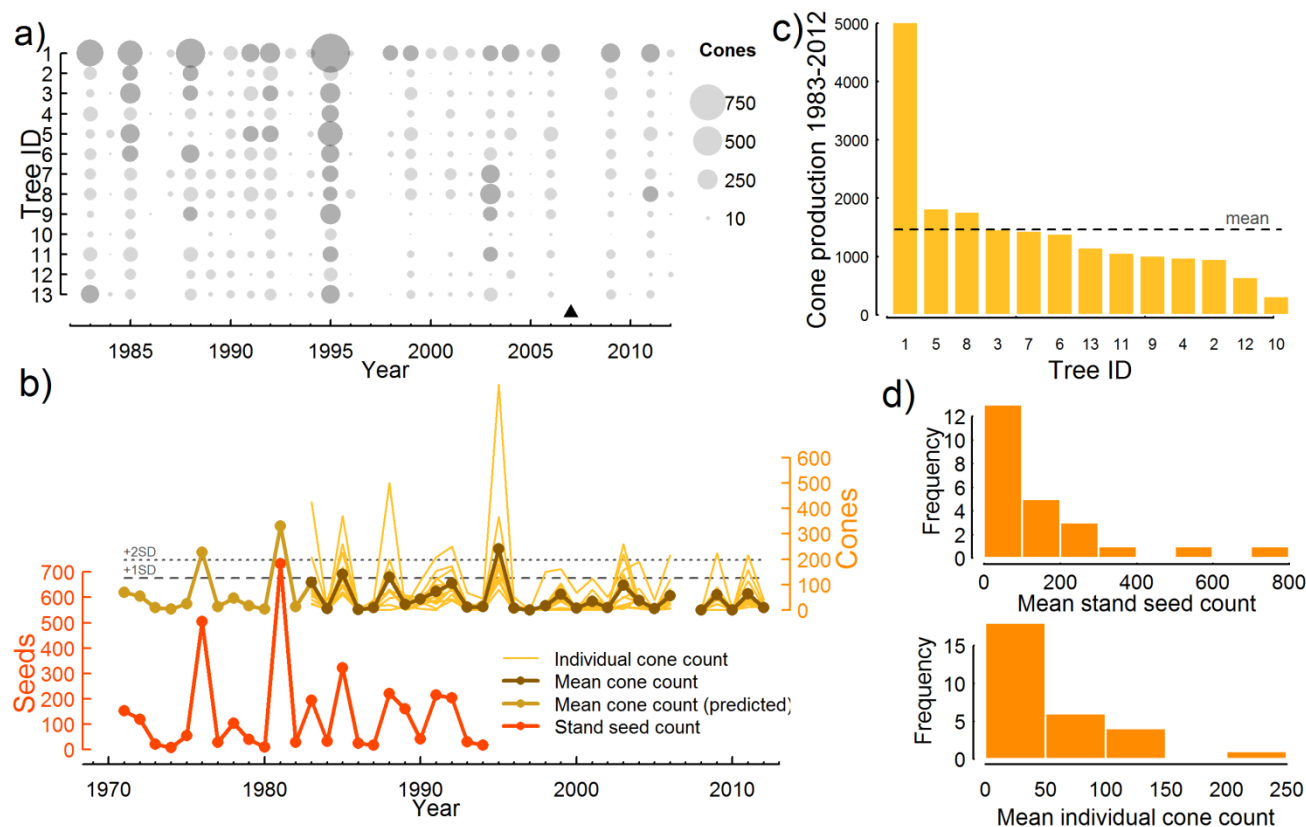 a)
Tree ID
1
2
3
4
5
6
7
8
9
10
11
12
13
1985 1990 1995 2000 2005 2010
Year
Cones
750
500
250
10
c)
Cone production 1983-2012
5000
4000
3000
2000
1000
0
mean
1 5 8 3 7 6 13 11 9 4 2 12 10
Tree ID
b)
Seeds
700
600
500
400
300
200
100
0
+2SD
+1SD
600
500
400
300
200
100
0
Cones
Individual cone count
Mean cone count
Mean cone count (predicted)
Stand seed count
1970 1980 1990 2000 2010
Year
d)
Frequency
12
10
8
6
4
2
0
0 200 400 600 800
Mean stand seed count
Frequency
15
10
5
0
0 50 100 150 200 250
Mean individual cone count